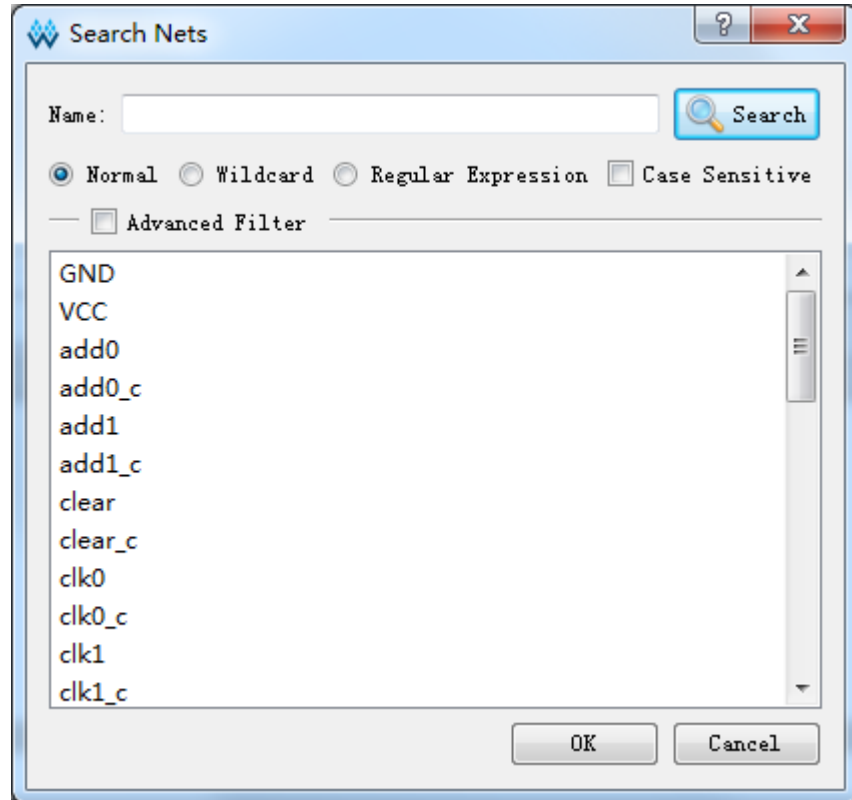 Search Nets
Name: Search
Normal Wildcard Regular Expression Case Sensitive
Advanced Filter
GND
VCC
add0
add0_c
add1
add1_c
clear
clear_c
clk0
clk0_c
clk1
clk1_c
OK Cancel